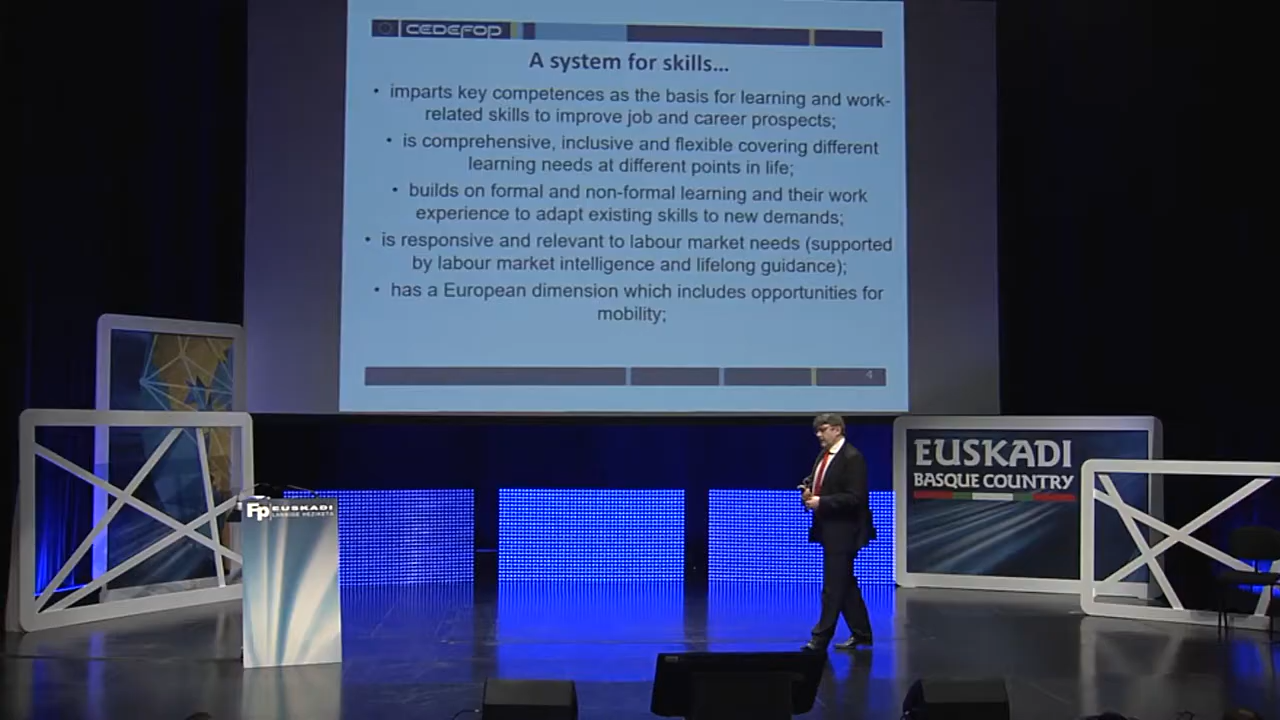 CEDEFOP
A system for skills...
• imparts key competences as the basis for learning and work-
related skills to improve job and career prospects;
• is comprehensive, inclusive and flexible covering different
learning needs at different points in life;
• builds on formal and non-formal learning and their work
experience to adapt existing skills to new demands;
• is responsive and relevant to labour market needs (supported
by labour market intelligence and lifelong guidance);
• has a European dimension which includes opportunities for
mobility;
4
EUSKADI
BASQUE COUNTRY
Fp EUSKADI
LANBIDE HEZIKETA